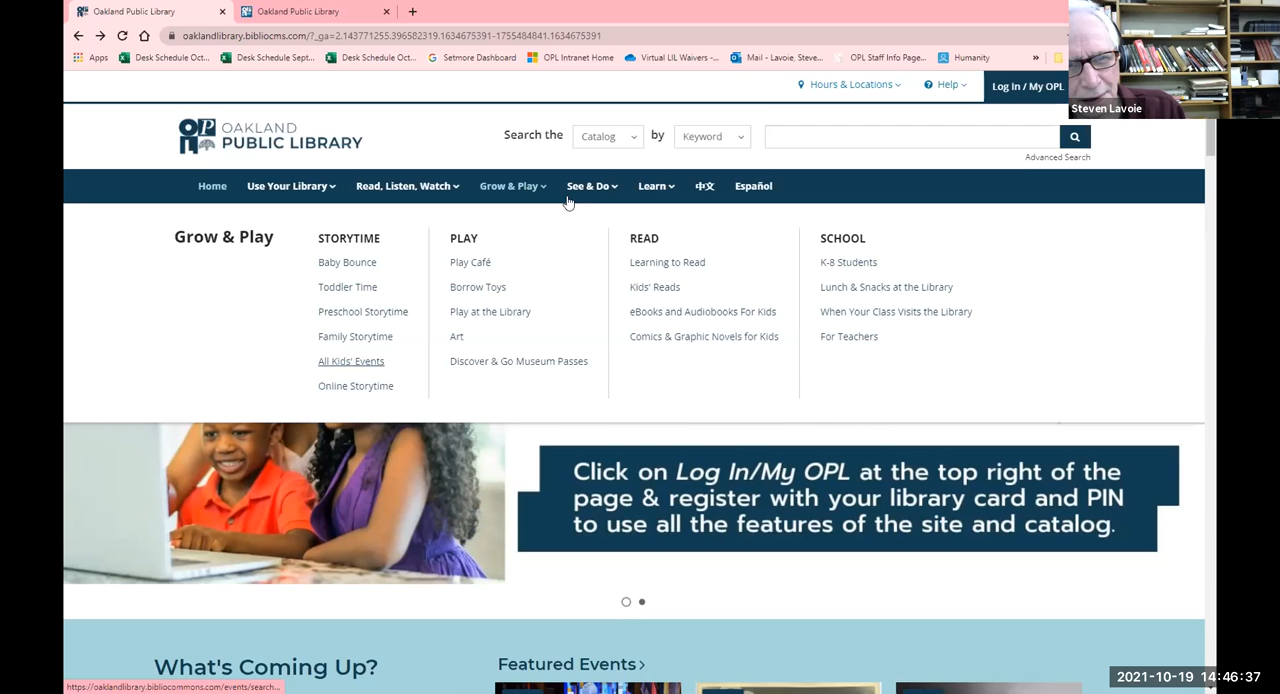 Oakland Public Library
Oakland Public Library
oaklandlibrary.bibliocms.com/?_ga=2.143771255.396582319.1634675391-1755484841.1634675391
Apps Desk Schedule Oct... Desk Schedule Sept... Desk Schedule Oct... Setmore Dashboard OPL Intranet Home Virtual LIL Waivers -... Mail - Lavoie, Steve... OPL Staff Info Page... Humanity »
Hours & Locations Help Log In / My OPL
Steven Lavoie
OAKLAND
PUBLIC LIBRARY
Search the Catalog by Keyword
Advanced Search
Home Use Your Library Read, Listen, Watch Grow & Play See & Do Learn 中文 Español
Grow & Play
STORYTIME
Baby Bounce
Toddler Time
Preschool Storytime
Family Storytime
All Kids' Events
Online Storytime
PLAY
Play Café
Borrow Toys
Play at the Library
Art
Discover & Go Museum Passes
READ
Learning to Read
Kids' Reads
eBooks and Audiobooks For Kids
Comics & Graphic Novels for Kids
SCHOOL
K-8 Students
Lunch & Snacks at the Library
When Your Class Visits the Library
For Teachers
Click on Log In/My OPL at the top right of the
page & register with your library card and PIN
to use all the features of the site and catalog.
What's Coming Up?
Featured Events
https://oaklandlibrary.bibliocommons.com/events/search...
2021-10-19 14:46:37